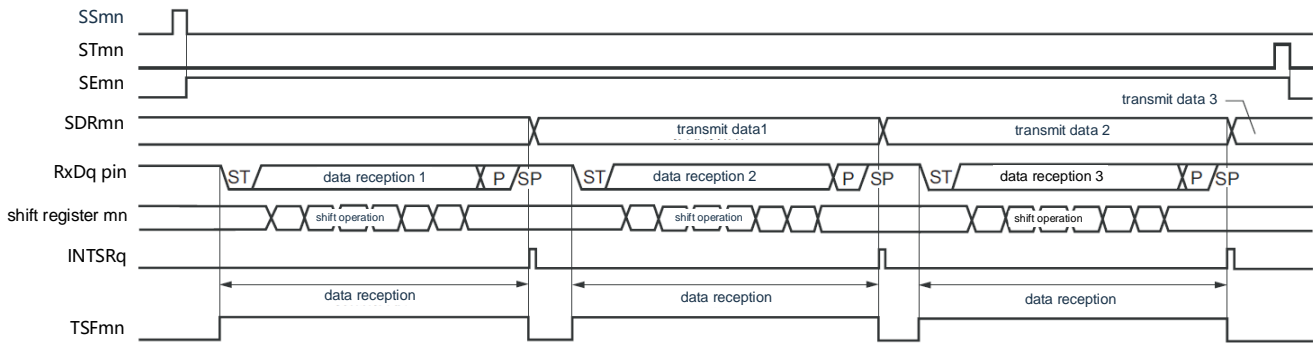 SSmn
STmn
SEmn
transmit data 3
SDRmn transmit data1 transmit data 2
RxDq pin ST data reception 1 P SP ST data reception 2 P SP ST data reception 3 P SP
shift register mn shift operation shift operation shift operation
INTSRq
data reception data reception data reception
TSFmn